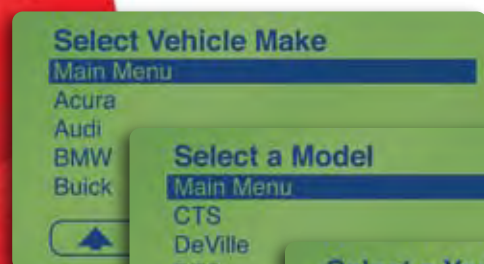 Select Vehicle Make
Main Menu
Acura
Audi
BMW
Buick
Select a Model
Main Menu
CTS
DeVille